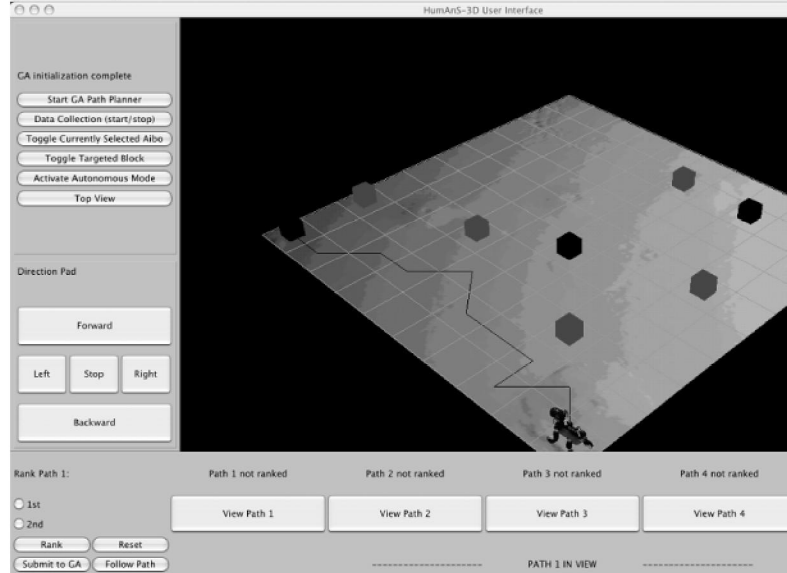 HumAnS-3D User Interface
GA initialization complete
Start GA Path Planner
Data Collection (start/stop)
Toggle Currently Selected Aibo
Toggle Targeted Block
Activate Autonomous Mode
Top View
Direction Pad
Forward
Left Stop Right
Backward
Rank Path 1: Path 1 not ranked Path 2 not ranked Path 3 not ranked Path 4 not ranked
1st
View Path 1 View Path 2 View Path 3 View Path 4
2nd
Rank Reset
Submit to GA Follow Path -------------------- PATH 1 IN VIEW --------------------